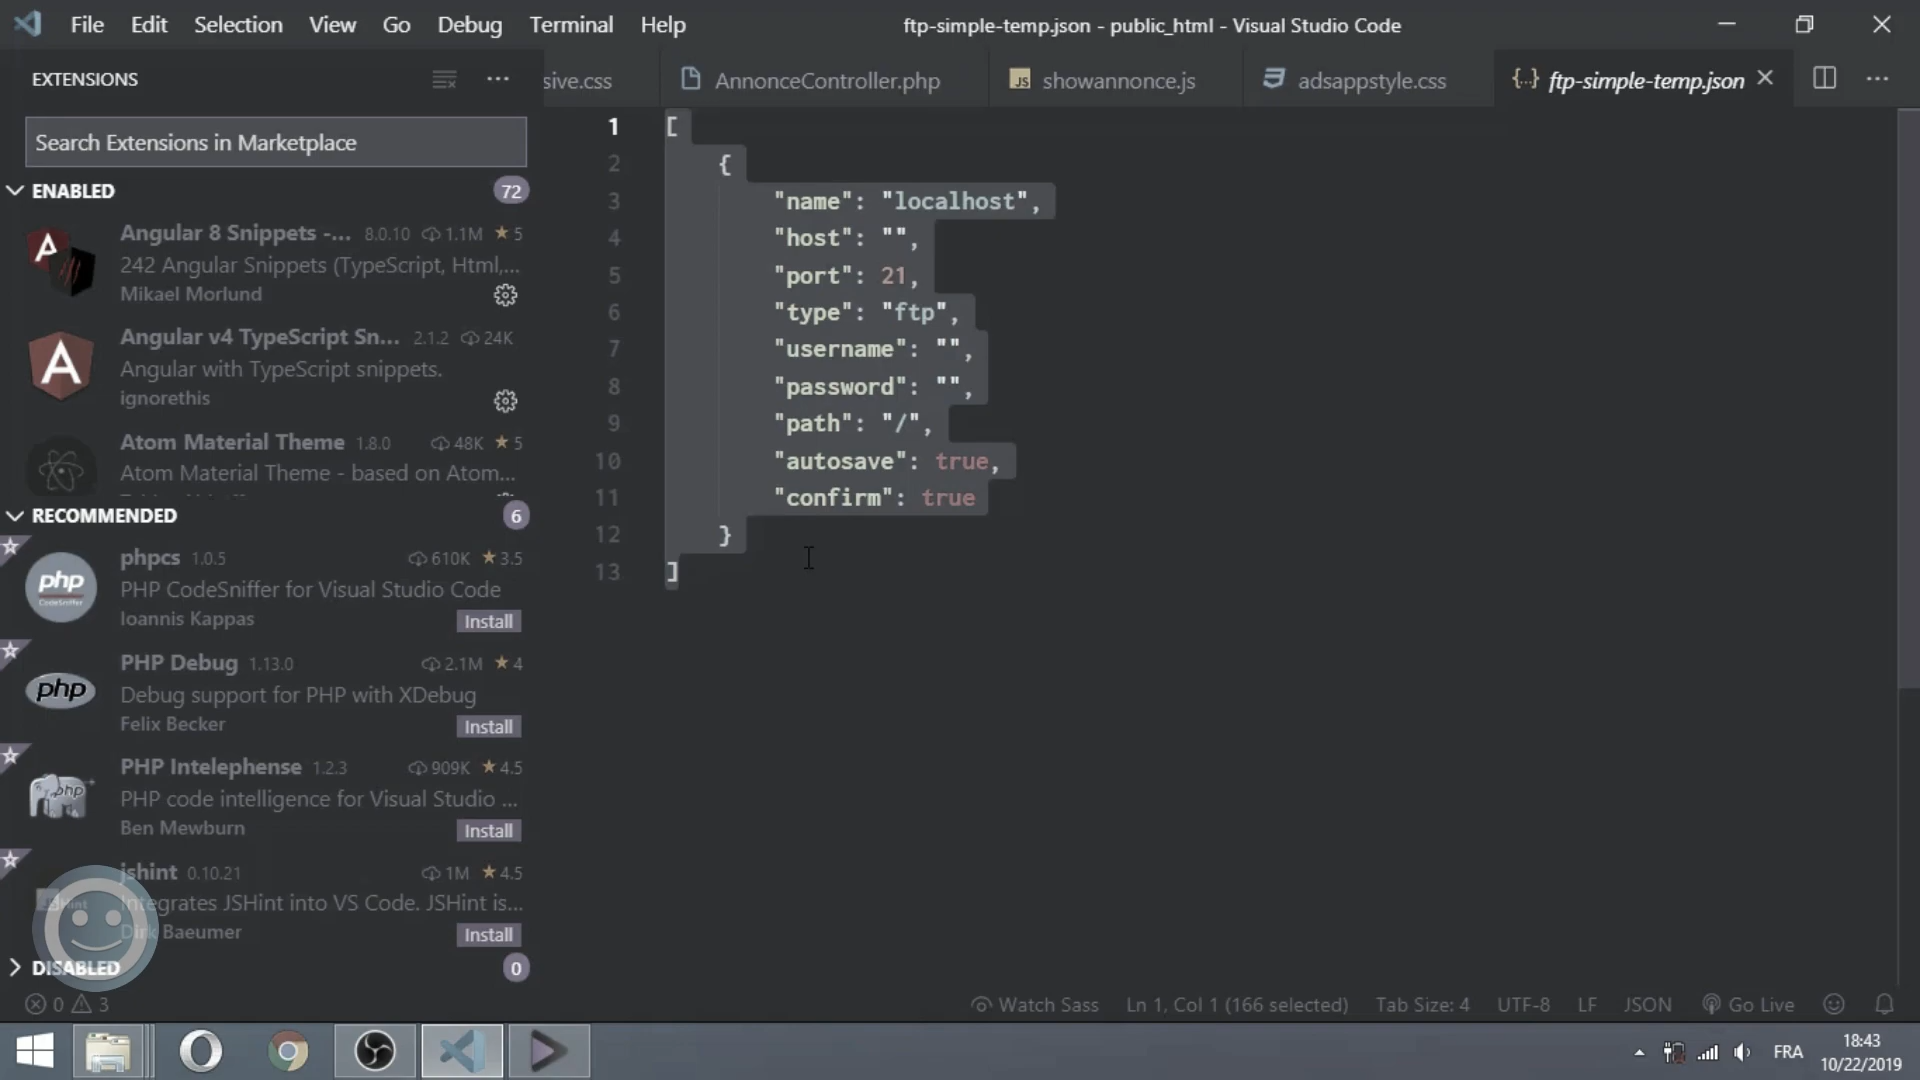 File Edit Selection View Go Debug Terminal Help
ftp-simple-temp.json - public_html - Visual Studio Code
EXTENSIONS
sive.css
AnnonceController.php
JS showannonce.js
adsappstyle.css
{..} ftp-simple-temp.json
Search Extensions in Marketplace
ENABLED 72
Angular 8 Snippets -... 8.0.10 1.1M 5
242 Angular Snippets (TypeScript, Html,...
Mikael Morlund
Angular v4 TypeScript Sn... 2.1.2 24K
Angular with TypeScript snippets.
ignorethis
Atom Material Theme 1.8.0 48K 5
Atom Material Theme - based on Atom...
RECOMMENDED 6
phpcs 1.0.5 610K 3.5
PHP CodeSniffer for Visual Studio Code
Ioannis Kappas
Install
PHP Debug 1.13.0 2.1M 4
Debug support for PHP with XDebug
Felix Becker
Install
PHP Intelephense 1.2.3 909K 4.5
PHP code intelligence for Visual Studio ...
Ben Mewburn
Install
jshint 0.10.21 1M 4.5
Integrates JSHint into VS Code. JSHint is...
Dirk Baeumer
Install
DISABLED 0
1 [
2 {
3 "name": "localhost",
4 "host": "",
5 "port": 21,
6 "type": "ftp",
7 "username": "",
8 "password": "",
9 "path": "/",
10 "autosave": true,
11 "confirm": true
12 }
13 ]
0 3
Watch Sass Ln 1, Col 1 (166 selected) Tab Size: 4 UTF-8 LF JSON Go Live
FRA
18:43
10/22/2019